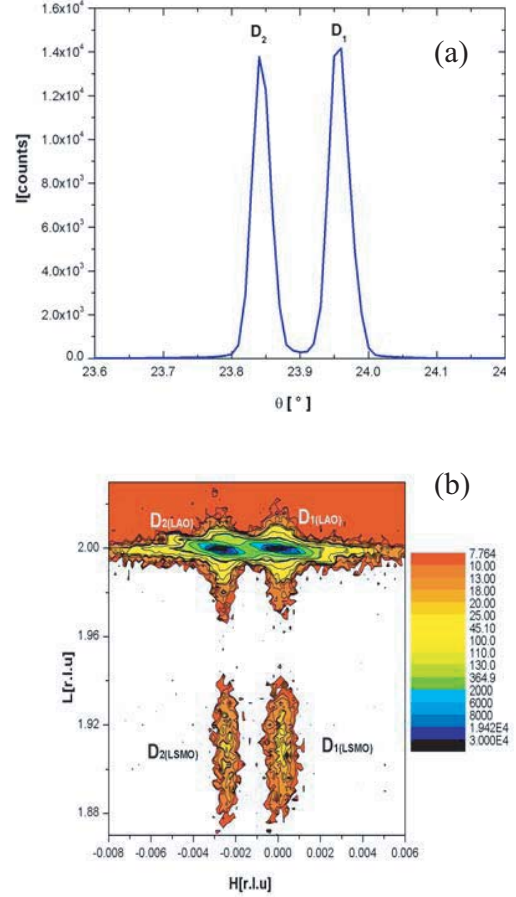 (a)
D₂ D₁
1.6x10⁴
1.4x10⁴
1.2x10⁴
1.0x10⁴
8.0x10³
6.0x10³
4.0x10³
2.0x10³
0.0
I[counts]
23.6 23.7 23.8 23.9 24.0 24.1 24
θ [ ° ]
(b)
D₂(LAO) D₁(LAO)
D₂(LSMO) D₁(LSMO)
2.00
1.96
1.92
1.88
L[r.l.u]
-0.008 -0.006 -0.004 -0.002 0.000 0.002 0.004 0.006
H[r.l.u]
7.764
10.00
13.00
18.00
20.00
25.00
45.10
100.0
110.0
130.0
364.9
2000
6000
8000
1.942E4
3.000E4